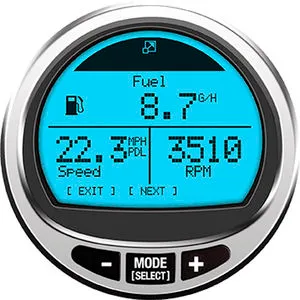 Fuel
8.7 G/H
22.3 MPH PDL 3510
Speed RPM
[ EXIT ] [ NEXT ]
- MODE +
[SELECT]